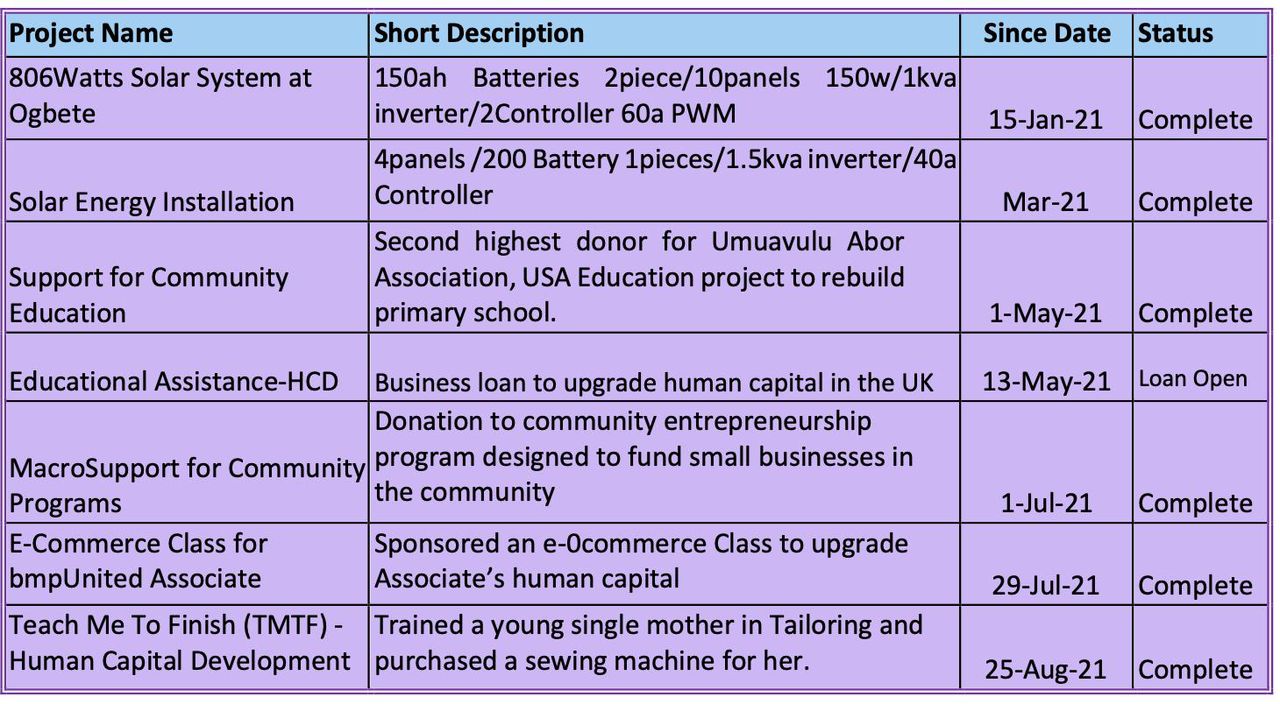 Project Name Short Description Since Date Status
806Watts Solar System at
Ogbete
150ah Batteries 2piece/10panels 150w/1kva
inverter/2Controller 60a PWM
15-Jan-21 Complete
Solar Energy Installation
4panels /200 Battery 1pieces/1.5kva inverter/40a
Controller
Mar-21 Complete
Support for Community
Education
Second highest donor for Umuavulu Abor
Association, USA Education project to rebuild
primary school.
1-May-21 Complete
Educational Assistance-HCD Business loan to upgrade human capital in the UK 13-May-21 Loan Open
MacroSupport for Community
Programs
Donation to community entrepreneurship
program designed to fund small businesses in
the community
1-Jul-21 Complete
E-Commerce Class for
bmpUnited Associate
Sponsored an e-0commerce Class to upgrade
Associate’s human capital
29-Jul-21 Complete
Teach Me To Finish (TMTF) -
Human Capital Development
Trained a young single mother in Tailoring and
purchased a sewing machine for her.
25-Aug-21 Complete